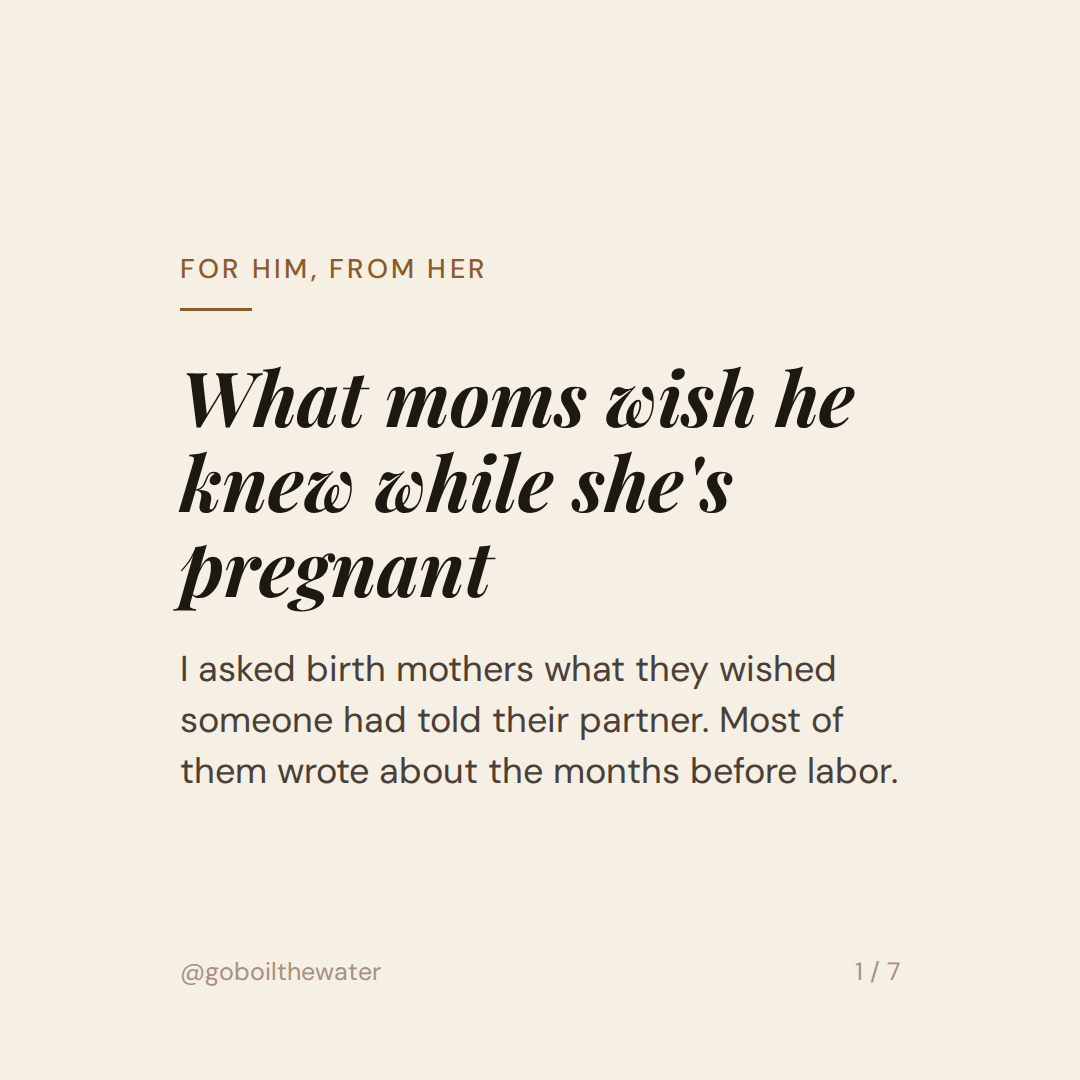 FOR HIM, FROM HER
What moms wish he
knew while she's
pregnant
I asked birth mothers what they wished
someone had told their partner. Most of
them wrote about the months before labor.
@goboilthewater
1 / 7